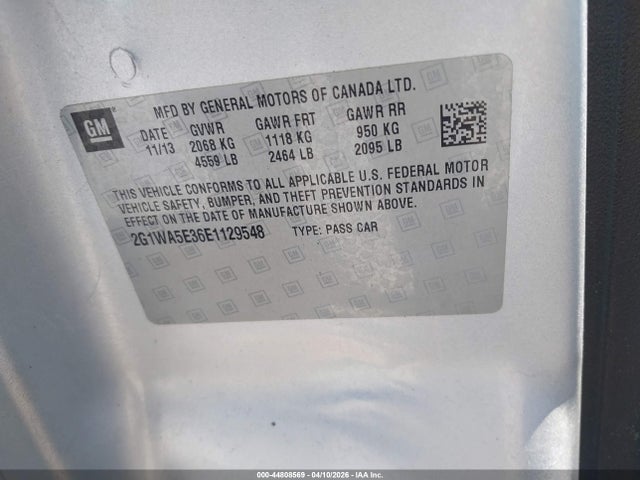 GM
MFD BY GENERAL MOTORS OF CANADA LTD.
DATE GVWR GAWR FRT GAWR RR
11/13 2068 KG 1118 KG 950 KG
4559 LB 2464 LB 2095 LB
THIS VEHICLE CONFORMS TO ALL APPLICABLE U.S. FEDERAL MOTOR
VEHICLE SAFETY, BUMPER, AND THEFT PREVENTION STANDARDS IN
EFFECT ON THE DATE OF MANUFACTURE SHOWN ABOVE.
2G1WA5E36E1129548 TYPE: PASS CAR
000-44808569 - 04/10/2026 - IAA Inc.